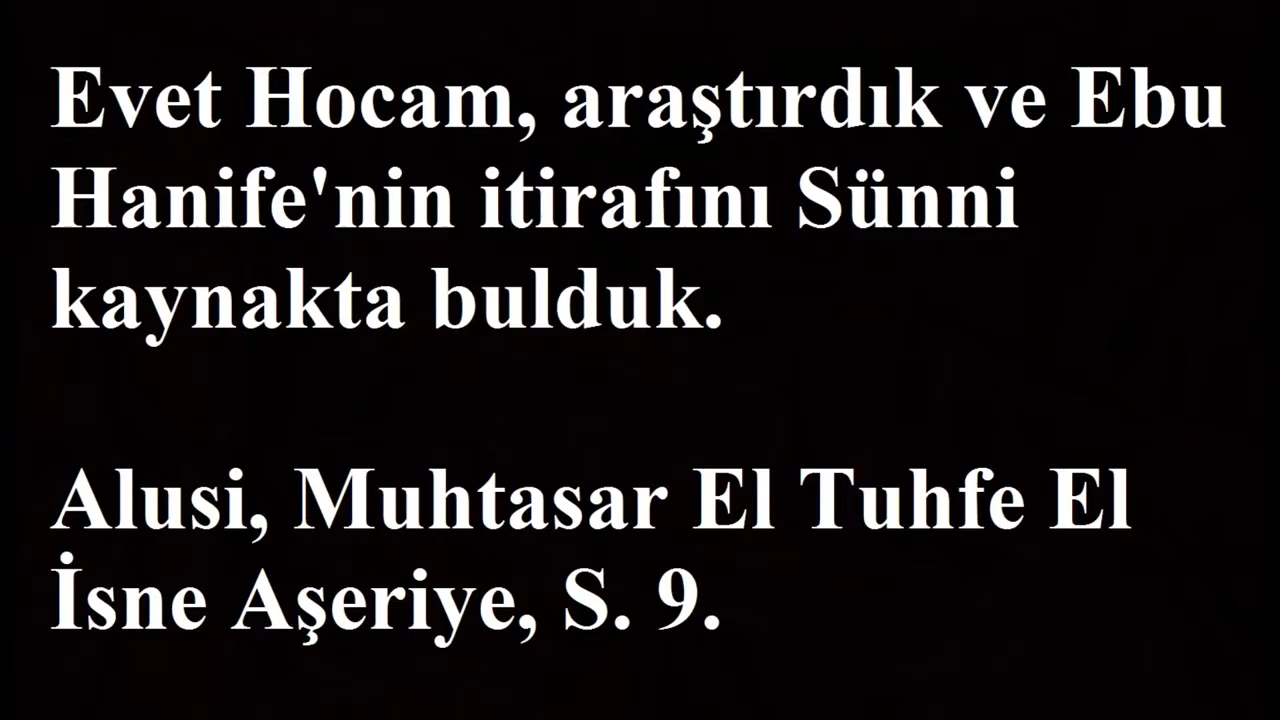 Evet Hocam, araştırdık ve Ebu
Hanife'nin itirafını Sünni
kaynakta bulduk.
Alusi, Muhtasar El Tuhfe El
İsne Aşeriye, S. 9.